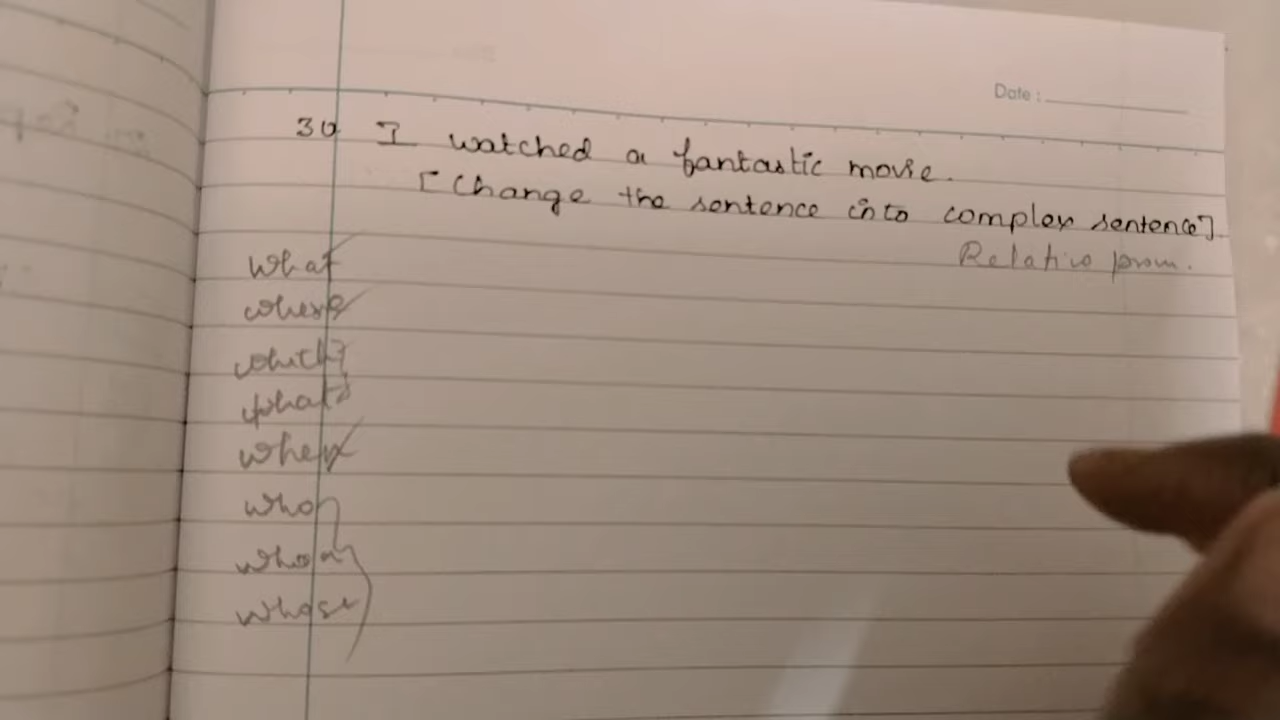 Date :
30 I watched a fantastic movie.
[Change the sentence into complex sentence].
Relative pron.
what
where
which
that
when
who
whom
whose